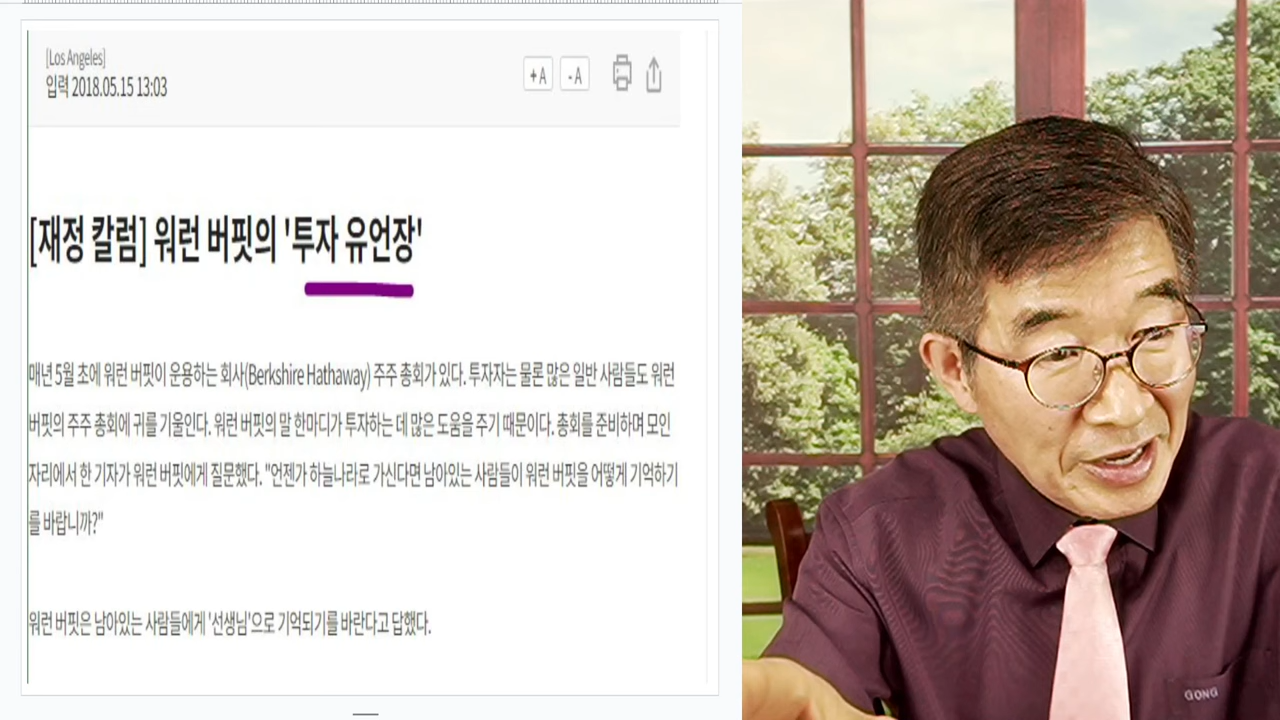 [Los Angeles]
입력 2018.05.15 13:03
+A -A
[재정 칼럼] 워런 버핏의 '투자 유언장'
매년 5월 초에 워런 버핏이 운용하는 회사(Berkshire Hathaway) 주주 총회가 있다. 투자자는 물론 많은 일반 사람들도 워런
버핏의 주주 총회에 귀를 기울인다. 워런 버핏의 말 한마디가 투자하는 데 많은 도움을 주기 때문이다. 총회를 준비하며 모인
자리에서 한 기자가 워런 버핏에게 질문했다. "언젠가 하늘나라로 가신다면 남아있는 사람들이 워런 버핏을 어떻게 기억하기
를 바랍니까?"
워런 버핏은 남아있는 사람들에게 '선생님'으로 기억되기를 바란다고 답했다.
GONG